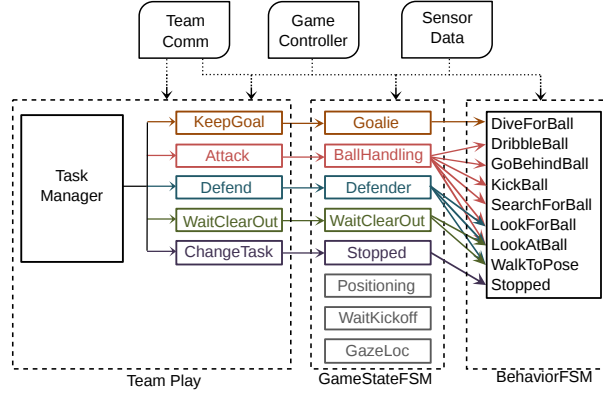 Team
Comm
Game
Controller
Sensor
Data
Task
Manager
KeepGoal
Attack
Defend
WaitClearOut
ChangeTask
Goalie
BallHandling
Defender
WaitClearOut
Stopped
Positioning
WaitKickoff
GazeLoc
DiveForBall
DribbleBall
GoBehindBall
KickBall
SearchForBall
LookForBall
LookAtBall
WalkToPose
Stopped
Team Play
GameStateFSM
BehaviorFSM